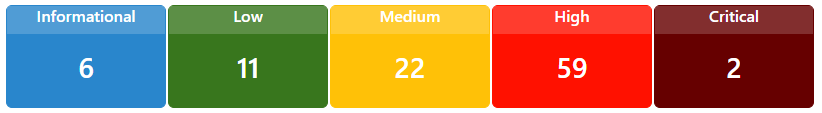 Informational Low Medium High Critical
6 11 22 59 2